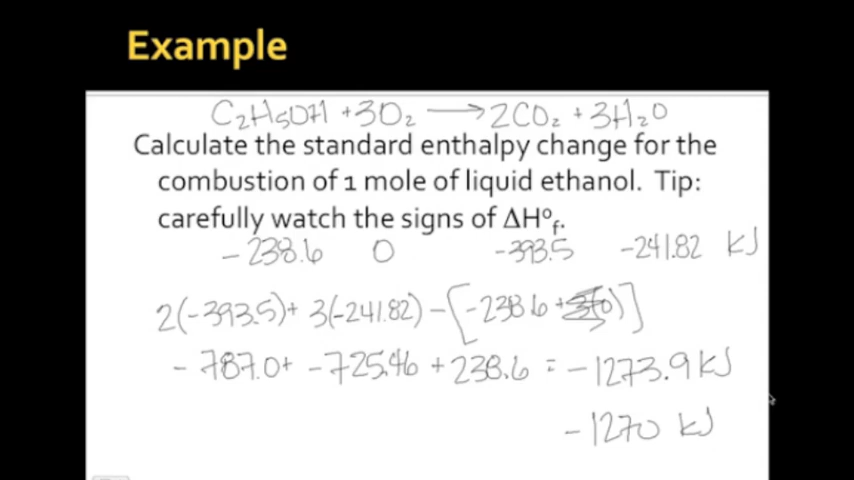 Example
C₂H₅OH + 3O₂ → 2CO₂ + 3H₂O
Calculate the standard enthalpy change for the
combustion of 1 mole of liquid ethanol. Tip:
carefully watch the signs of ΔHº_f.
-238.6 0 -393.5 -241.82 kJ
2(-393.5)+ 3(-241.82) - [-238.6 + 3(0)]
-787.0+ -725.46 + 238.6 = -1273.9 kJ
-1270 kJ